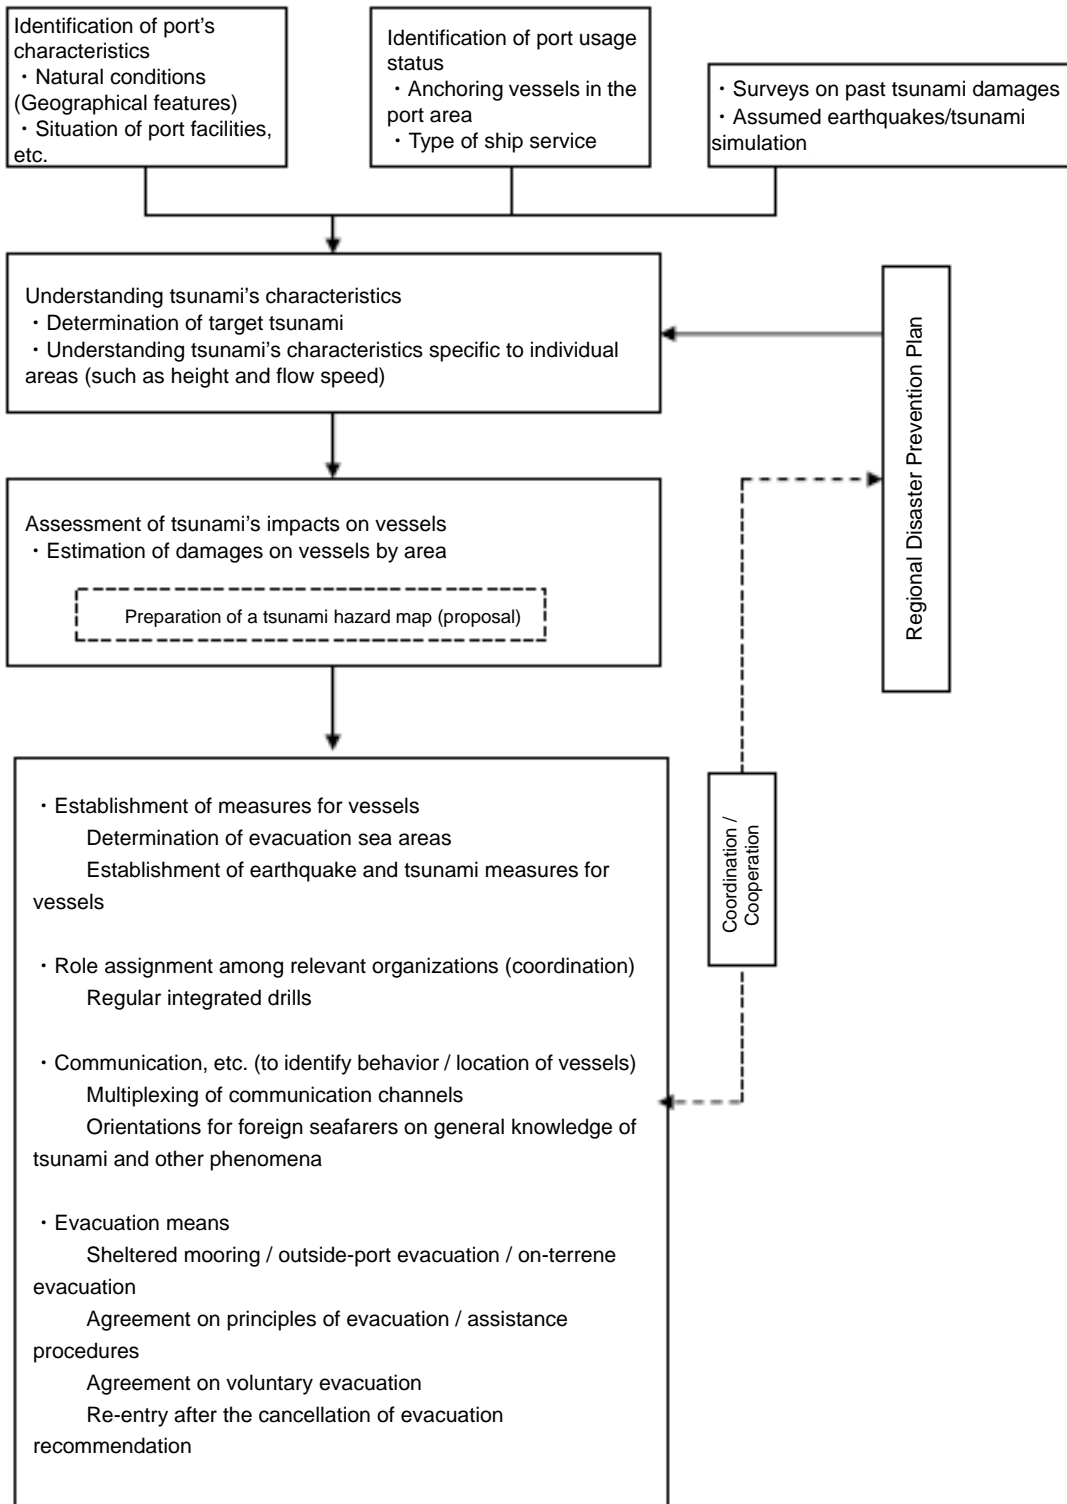 Identification of port's
characteristics
・Natural conditions
(Geographical features)
・Situation of port facilities,
etc.
Identification of port usage
status
・Anchoring vessels in the
port area
・Type of ship service
・Surveys on past tsunami damages
・Assumed earthquakes/tsunami
simulation
Understanding tsunami's characteristics
・Determination of target tsunami
・Understanding tsunami's characteristics specific to individual
areas (such as height and flow speed)
Regional Disaster Prevention Plan
Assessment of tsunami's impacts on vessels
・Estimation of damages on vessels by area
Preparation of a tsunami hazard map (proposal)
・Establishment of measures for vessels
Determination of evacuation sea areas
Establishment of earthquake and tsunami measures for
vessels
・Role assignment among relevant organizations (coordination)
Regular integrated drills
・Communication, etc. (to identify behavior / location of vessels)
Multiplexing of communication channels
Orientations for foreign seafarers on general knowledge of
tsunami and other phenomena
・Evacuation means
Sheltered mooring / outside-port evacuation / on-terrene
evacuation
Agreement on principles of evacuation / assistance
procedures
Agreement on voluntary evacuation
Re-entry after the cancellation of evacuation
recommendation
Coordination /
Cooperation